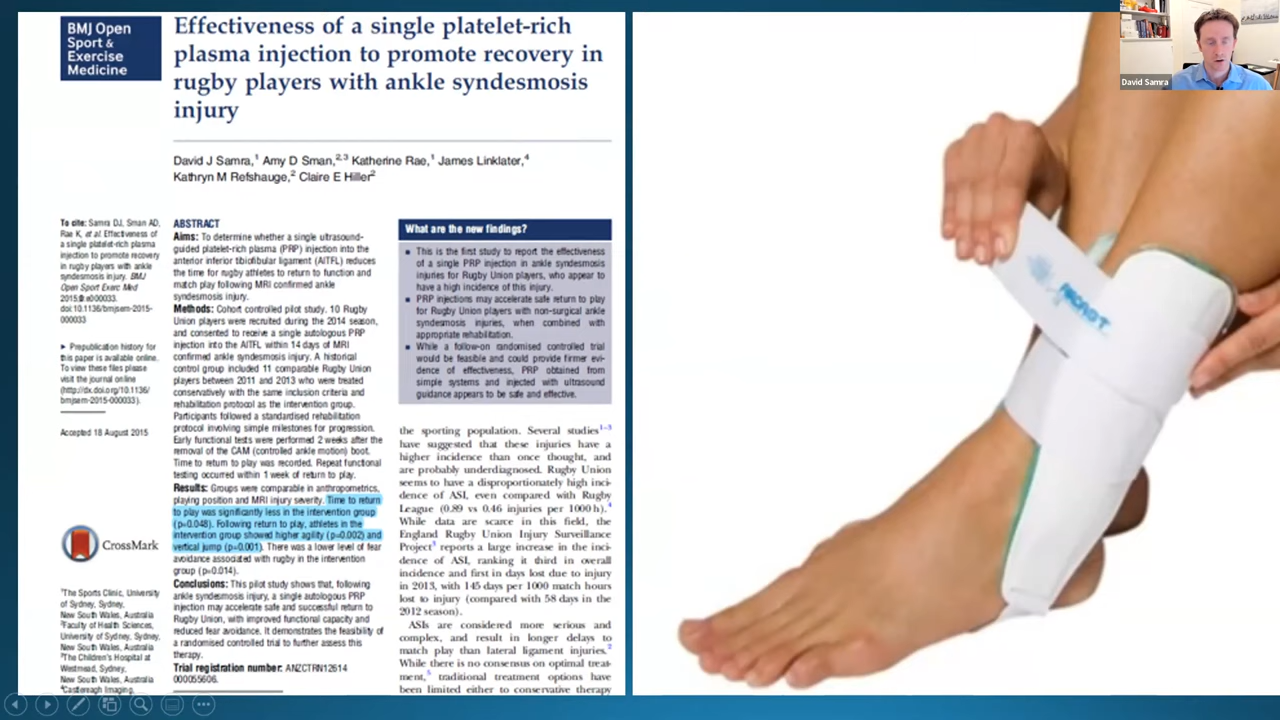 BMJ Open
Sport &
Exercise
Medicine
Effectiveness of a single platelet-rich
plasma injection to promote recovery in
rugby players with ankle syndesmosis
injury
David J Samra,1 Amy D Sman,2,3 Katherine Rae,1 James Linklater,4
Kathryn M Refshauge,2 Claire E Hiller2
To cite: Samra DJ, Sman AD,
Rae K, et al. Effectiveness of
a single platelet-rich plasma
injection to promote recovery
in rugby players with ankle
syndesmosis injury. BMJ
Open Sport Exerc Med
2015;0:e000033.
doi:10.1136/bmjsem-2015-
000033
► Prepublication history for
this paper is available online.
To view these files please
visit the journal online
(http://dx.doi.org/10.1136/
bmjsem-2015-000033).
Accepted 18 August 2015
CrossMark
1The Sports Clinic, University
of Sydney, Sydney,
New South Wales, Australia
2Faculty of Health Sciences,
University of Sydney, Sydney,
New South Wales, Australia
3The Children's Hospital at
Westmead, Sydney,
New South Wales, Australia
4Castlereagh Imaging,
ABSTRACT
Aims: To determine whether a single ultrasound-
guided platelet-rich plasma (PRP) injection into the
anterior inferior tibiofibular ligament (AITFL) reduces
the time for rugby athletes to return to function and
match play following MRI confirmed ankle
syndesmosis injury.
Methods: Cohort controlled pilot study. 10 Rugby
Union players were recruited during the 2014 season,
and consented to receive a single autologous PRP
injection into the AITFL within 14 days of MRI
confirmed ankle syndesmosis injury. A historical
control group included 11 comparable Rugby Union
players between 2011 and 2013 who were treated
conservatively with the same inclusion criteria and
rehabilitation protocol as the intervention group.
Participants followed a standardised rehabilitation
protocol involving simple milestones for progression.
Early functional tests were performed 2 weeks after the
removal of the CAM (controlled ankle motion) boot.
Time to return to play was recorded. Repeat functional
testing occurred within 1 week of return to play.
Results: Groups were comparable in anthropometrics,
playing position and MRI injury severity. Time to return
to play was significantly less in the intervention group
(p=0.048). Following return to play, athletes in the
intervention group showed higher agility (p=0.002) and
vertical jump (p=0.001). There was a lower level of fear
avoidance associated with rugby in the intervention
group (p=0.014).
Conclusions: This pilot study shows that, following
ankle syndesmosis injury, a single autologous PRP
injection may accelerate safe and successful return to
Rugby Union, with improved functional capacity and
reduced fear avoidance. It demonstrates the feasibility of
a randomised controlled trial to further assess this
therapy.
Trial registration number: ANZCTRN12614
000055606.
What are the new findings?
▪ This is the first study to report the effectiveness
of a single PRP injection in ankle syndesmosis
injuries for Rugby Union players, who appear to
have a high incidence of this injury.
▪ PRP injections may accelerate safe return to play
for Rugby Union players with non-surgical ankle
syndesmosis injuries, when combined with
appropriate rehabilitation.
▪ While a follow-on randomised controlled trial
would be feasible and could provide firmer evi-
dence of effectiveness, PRP obtained from
simple systems and injected with ultrasound
guidance appears to be safe and effective.
the sporting population. Several studies1–3
have suggested that these injuries have a
higher incidence than once thought, and
are probably underdiagnosed. Rugby Union
seems to have a disproportionately high inci-
dence of ASI, even compared with Rugby
League (0.89 vs 0.46 injuries per 1000 h).4
While data are scarce in this field, the
England Rugby Union Injury Surveillance
Project5 reports a large increase in the inci-
dence of ASI, ranking it third in overall
incidence and first in days lost due to injury
in 2013, with 145 days per 1000 match hours
lost to injury (compared with 58 days in the
2012 season).
ASIs are considered more serious and
complex, and result in longer delays to
match play than lateral ligament injuries.2
While there is no consensus on optimal treat-
ment,5 traditional treatment options have
been limited either to conservative therapy
David Samra